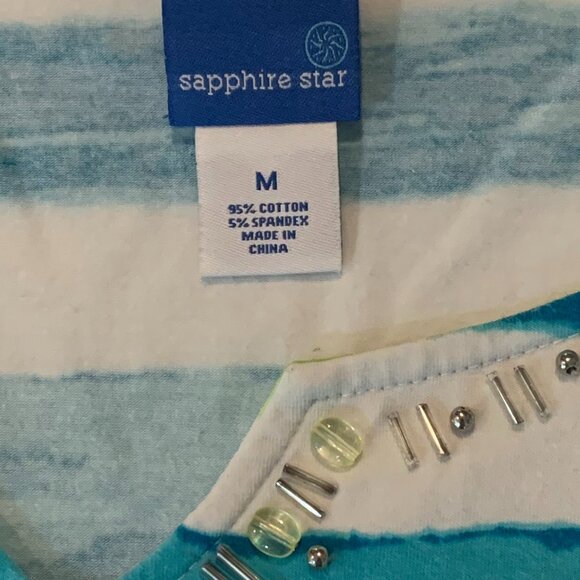 sapphire star
M
95% COTTON
5% SPANDEX
MADE IN
CHINA